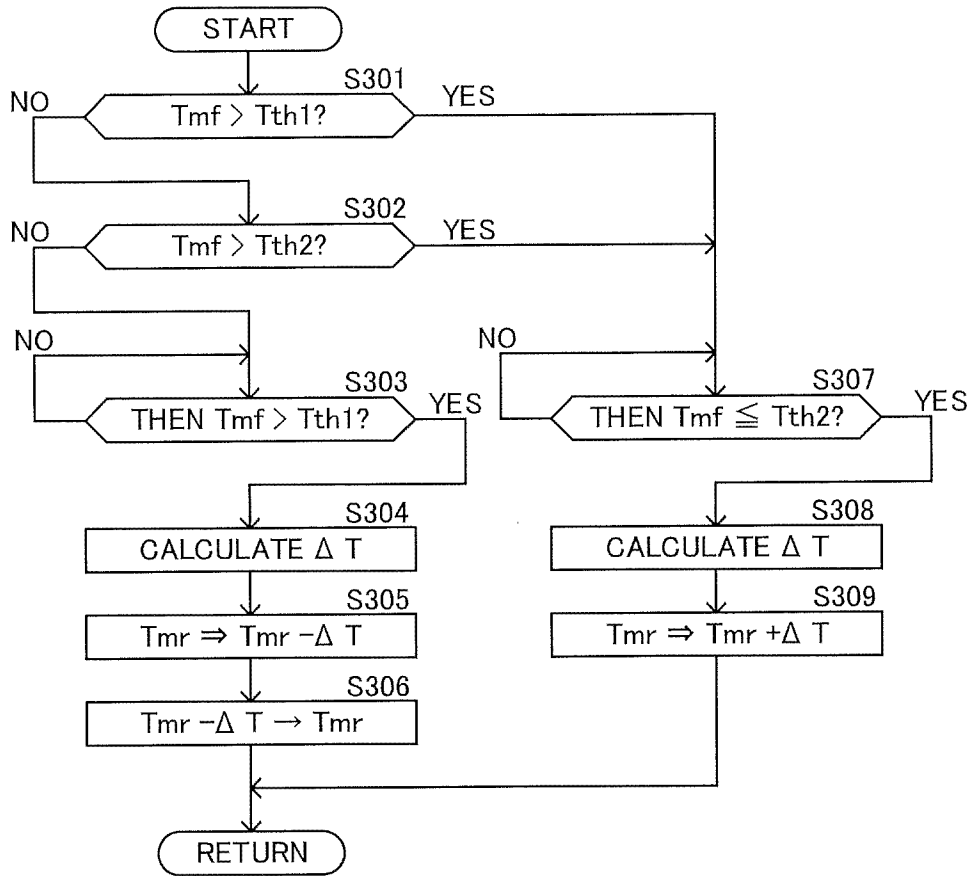 START
S301
NO
Tmf > Tth1?
YES
S302
NO
Tmf > Tth2?
YES
NO
S303
THEN Tmf > Tth1?
YES
NO
S307
THEN Tmf ≦ Tth2?
YES
S304
CALCULATE Δ T
S305
Tmr ⇒ Tmr −Δ T
S306
Tmr −Δ T → Tmr
S308
CALCULATE Δ T
S309
Tmr ⇒ Tmr +Δ T
RETURN